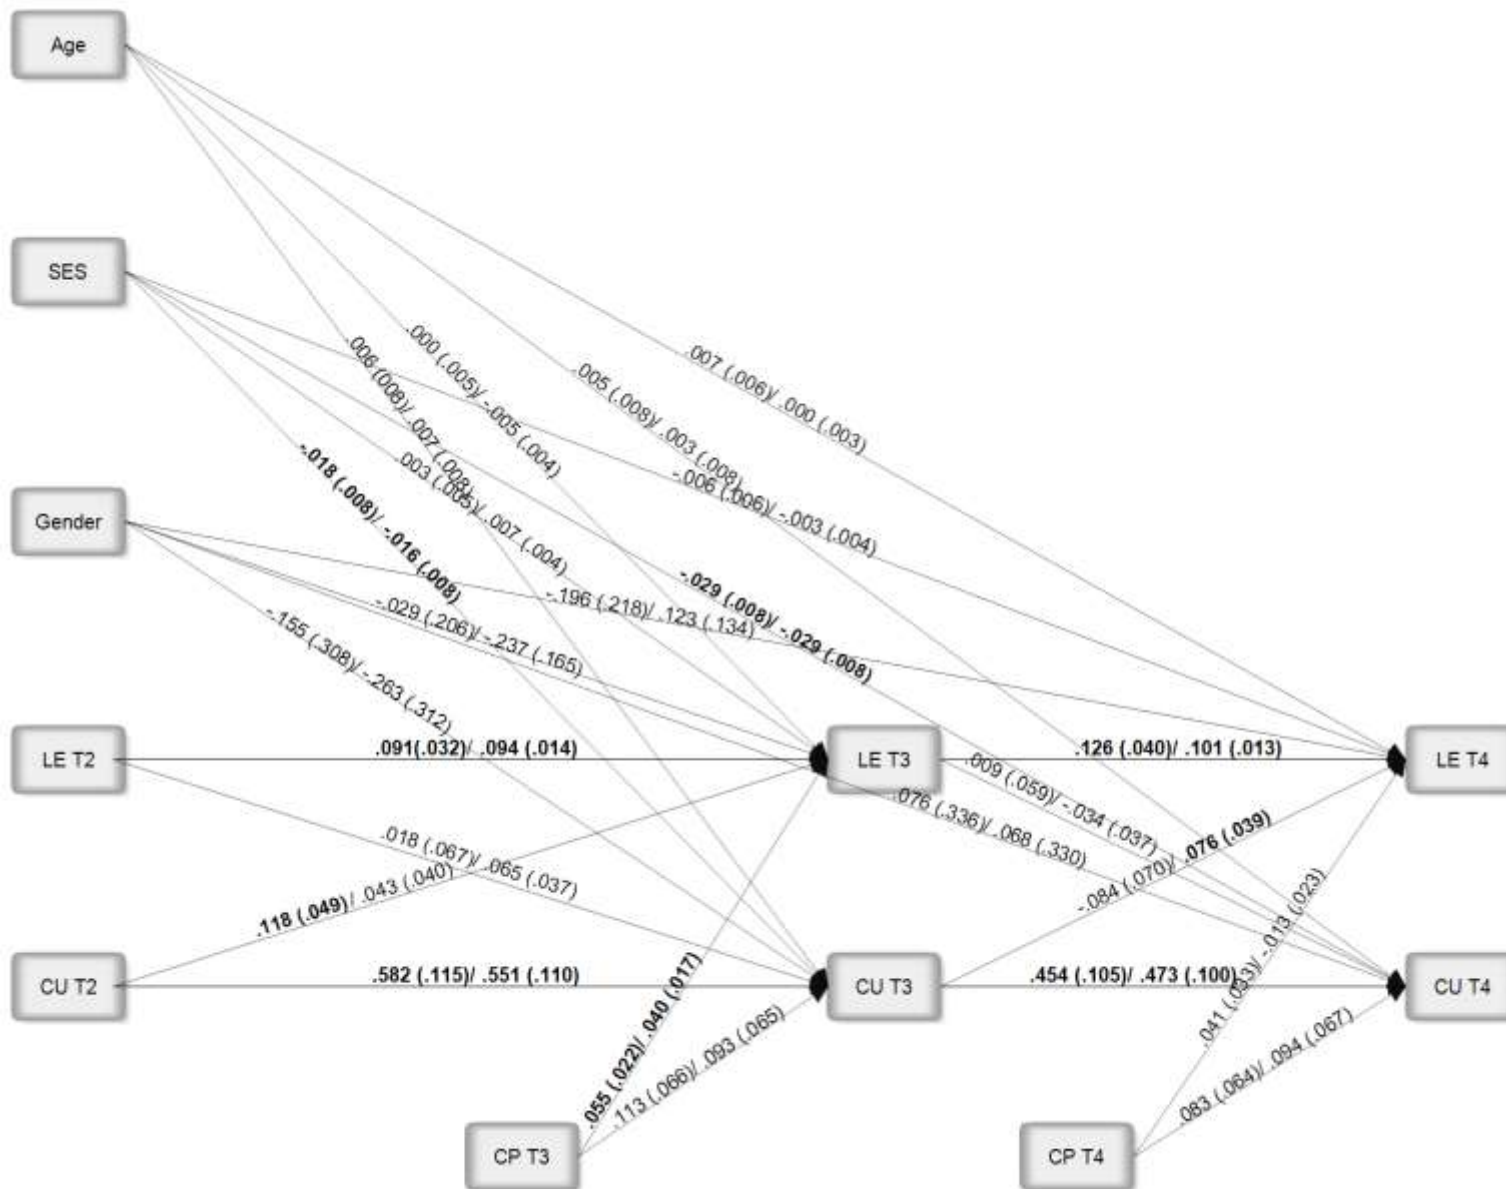 Age
SES
Gender
LE T2
CU T2
LE T3
CU T3
LE T4
CU T4
CP T3
CP T4
.007 (.006)/ .000 (.003)
.000 (.005)/ -.005 (.004)
.005 (.008)/ .003 (.008)
.006 (.008)/ .007 (.008)
-.006 (.006)/ -.003 (.004)
.003 (.005)/ .007 (.004)
-.018 (.008)/ -.016 (.008)
-.029 (.008)/ -.029 (.008)
-.196 (.218)/ .123 (.134)
-.029 (.206)/ -.237 (.165)
-.155 (.308)/ -.263 (.312)
.091(.032)/ .094 (.014)
.126 (.040)/ .101 (.013)
.009 (.059)/ -.034 (.037)
.076 (.336)/ .068 (.330)
.018 (.067)/ .065 (.037)
-.084 (.070)/ .076 (.039)
.118 (.049)/ .043 (.040)
.582 (.115)/ .551 (.110)
.454 (.105)/ .473 (.100)
.055 (.022)/ .040 (.017)
.113 (.066)/ .093 (.065)
.041 (.033)/ -.013 (.023)
.083 (.064)/ .094 (.067)